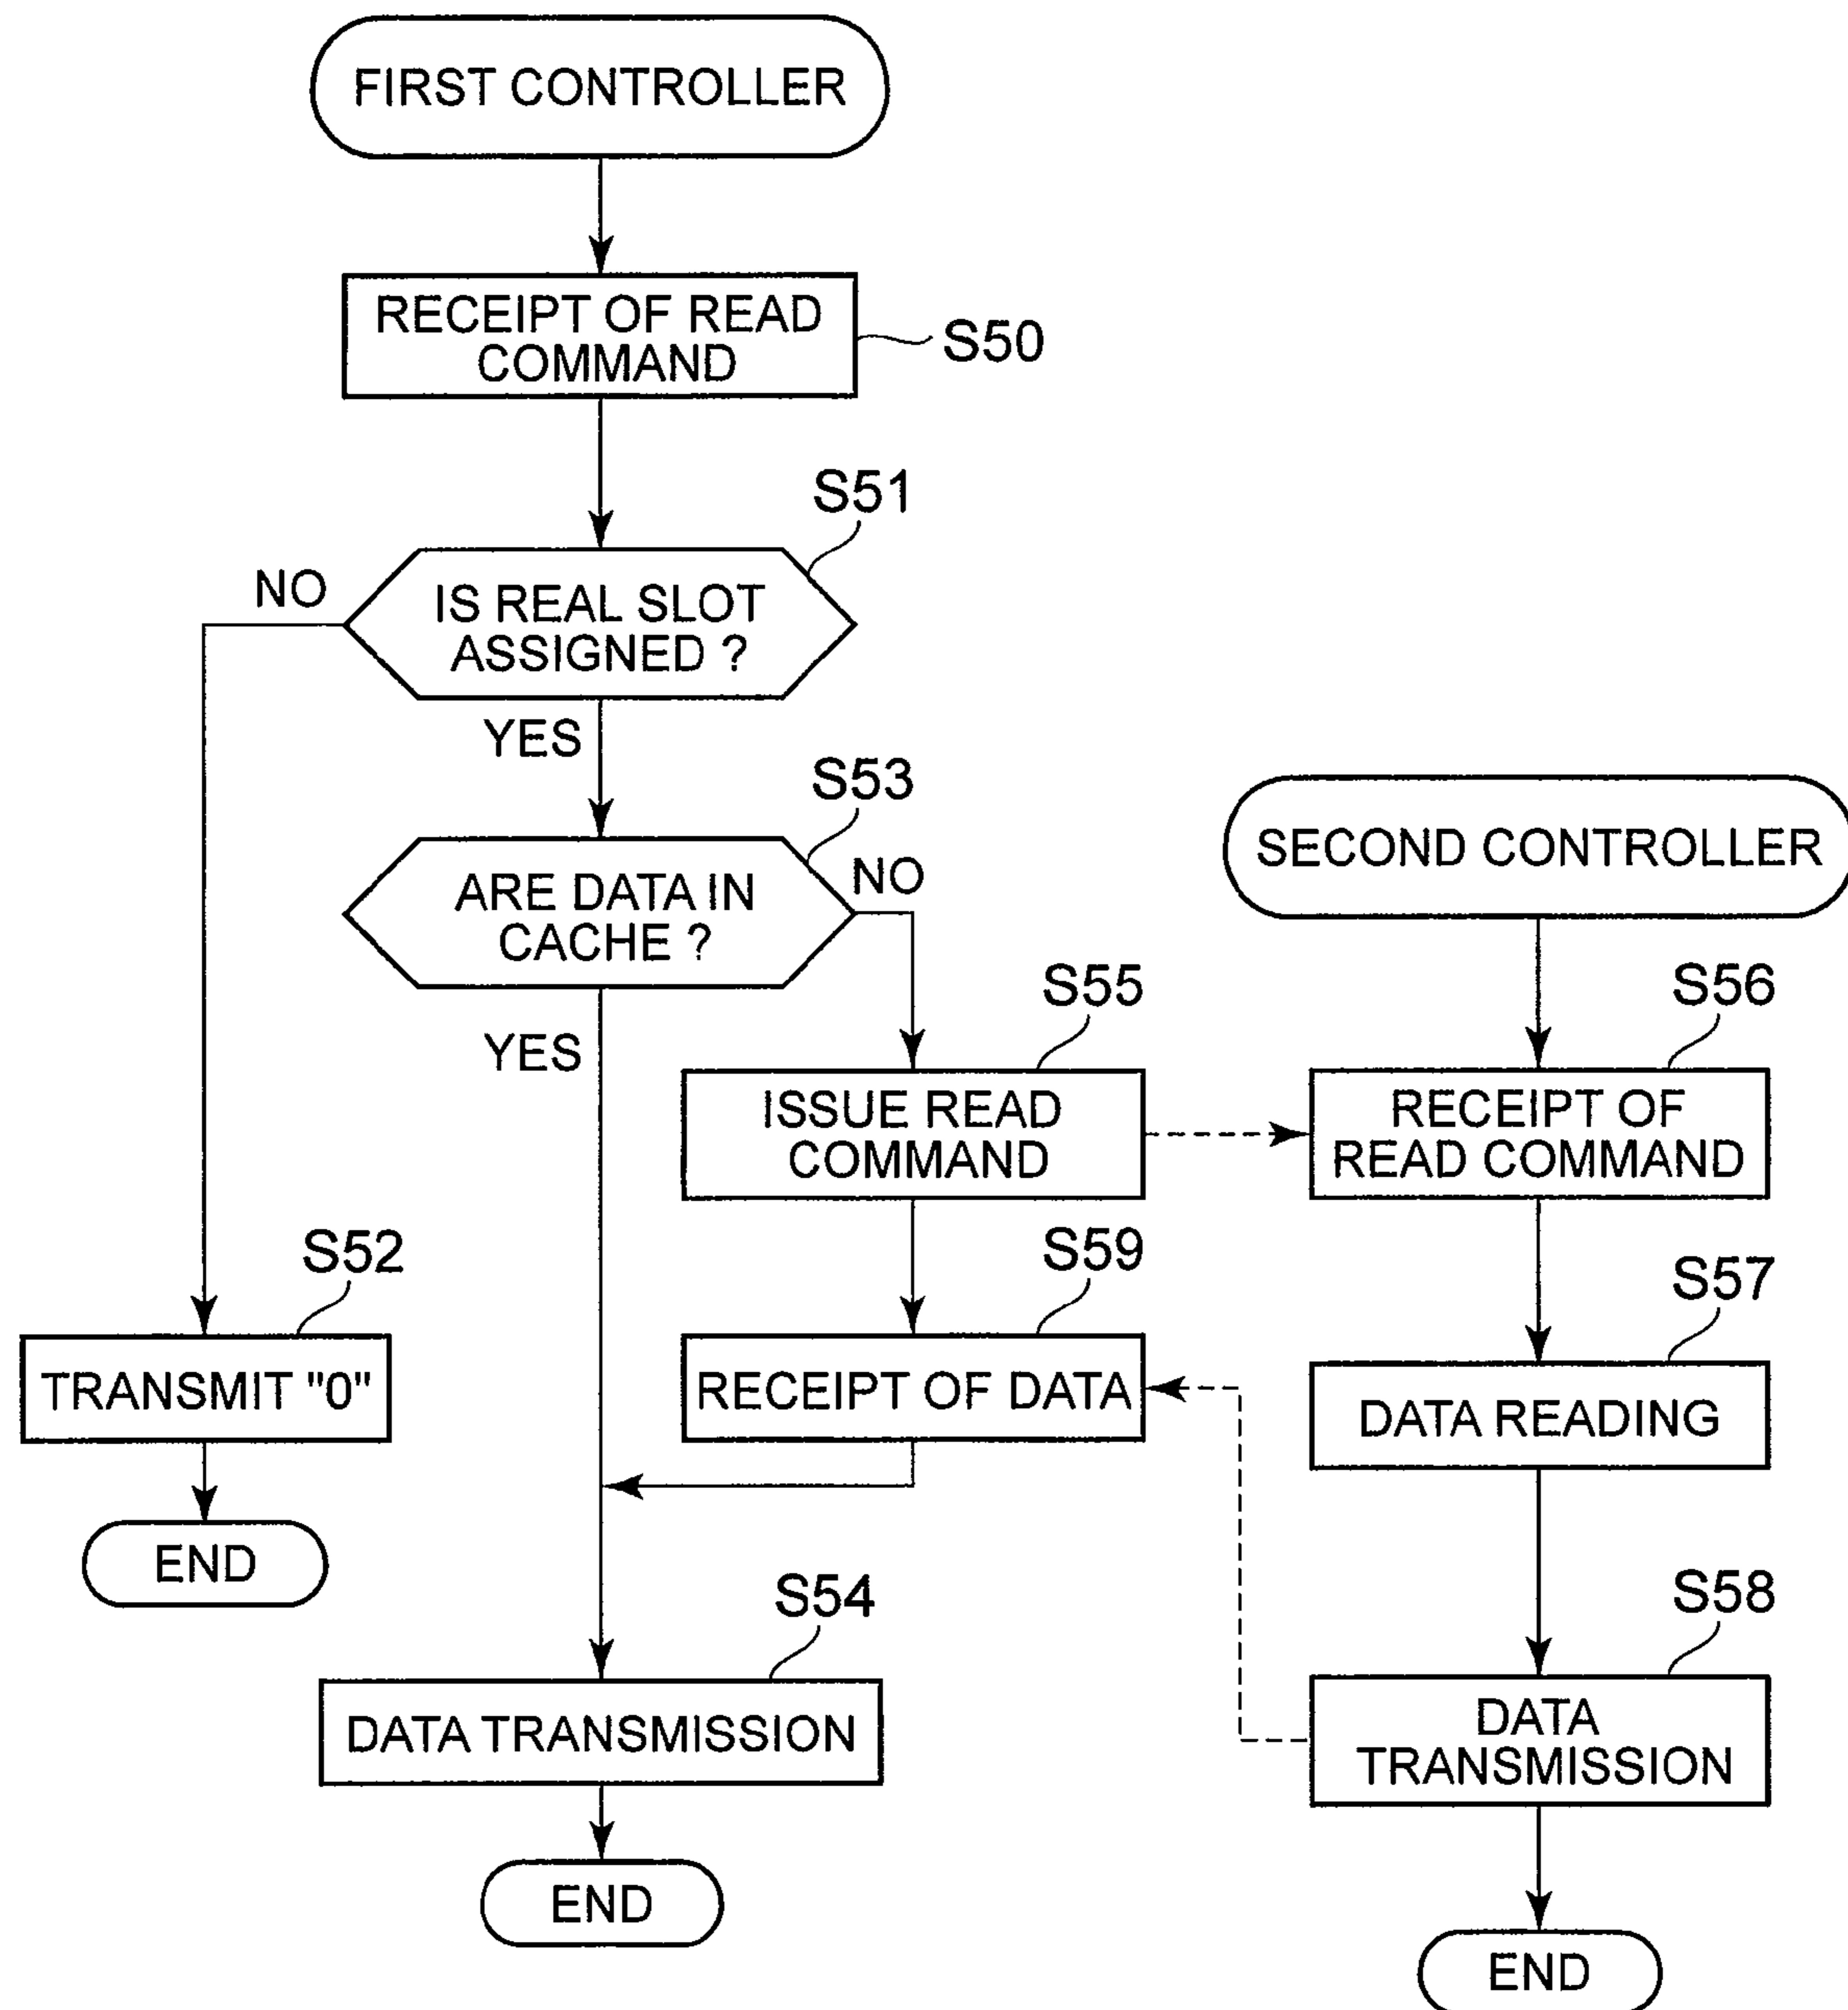 FIRST CONTROLLER
RECEIPT OF READ
COMMAND
S50
S51
NO
IS REAL SLOT
ASSIGNED ?
YES
S53
ARE DATA IN
CACHE ?
NO
YES
SECOND CONTROLLER
S55
ISSUE READ
COMMAND
S56
RECEIPT OF
READ COMMAND
S52
TRANSMIT "0"
END
S59
RECEIPT OF DATA
S57
DATA READING
S54
DATA TRANSMISSION
END
S58
DATA
TRANSMISSION
END